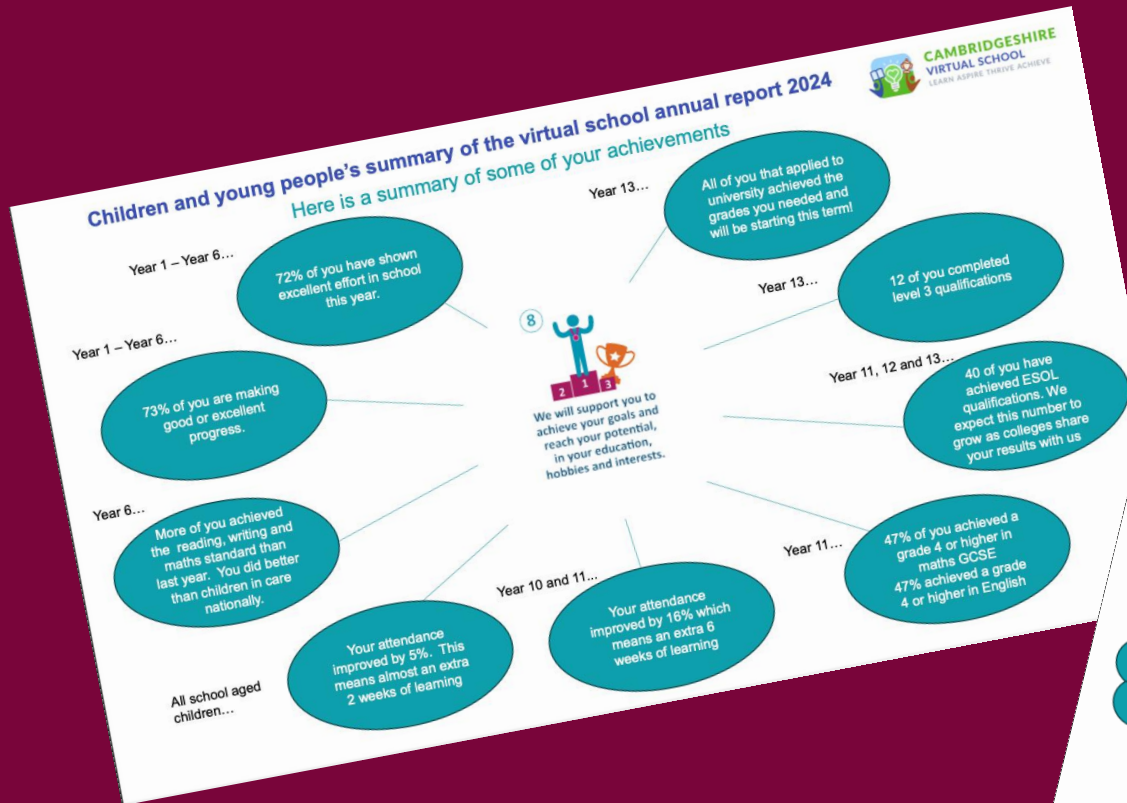 CAMBRIDGESHIRE
VIRTUAL SCHOOL
LEARN ASPIRE THRIVE ACHIEVE
Children and young people's summary of the virtual school annual report 2024
Here is a summary of some of your achievements
Year 1 – Year 6…
72% of you have shown
excellent effort in school
this year.
Year 1 – Year 6…
73% of you are making
good or excellent
progress.
Year 6…
More of you achieved
the reading, writing and
maths standard than
last year. You did better
than children in care
nationally.
All school aged
children…
Your attendance
improved by 5%. This
means almost an extra
2 weeks of learning
Year 10 and 11...
Your attendance
improved by 16% which
means an extra 6
weeks of learning
8
2 1 3
We will support you to
achieve your goals and
reach your potential,
in your education,
hobbies and interests.
Year 13…
All of you that applied to
university achieved the
grades you needed and
will be starting this term!
Year 13…
12 of you completed
level 3 qualifications
Year 11, 12 and 13…
40 of you have
achieved ESOL
qualifications. We
expect this number to
grow as colleges share
your results with us
Year 11…
47% of you achieved a
grade 4 or higher in
maths GCSE
47% achieved a grade
4 or higher in English